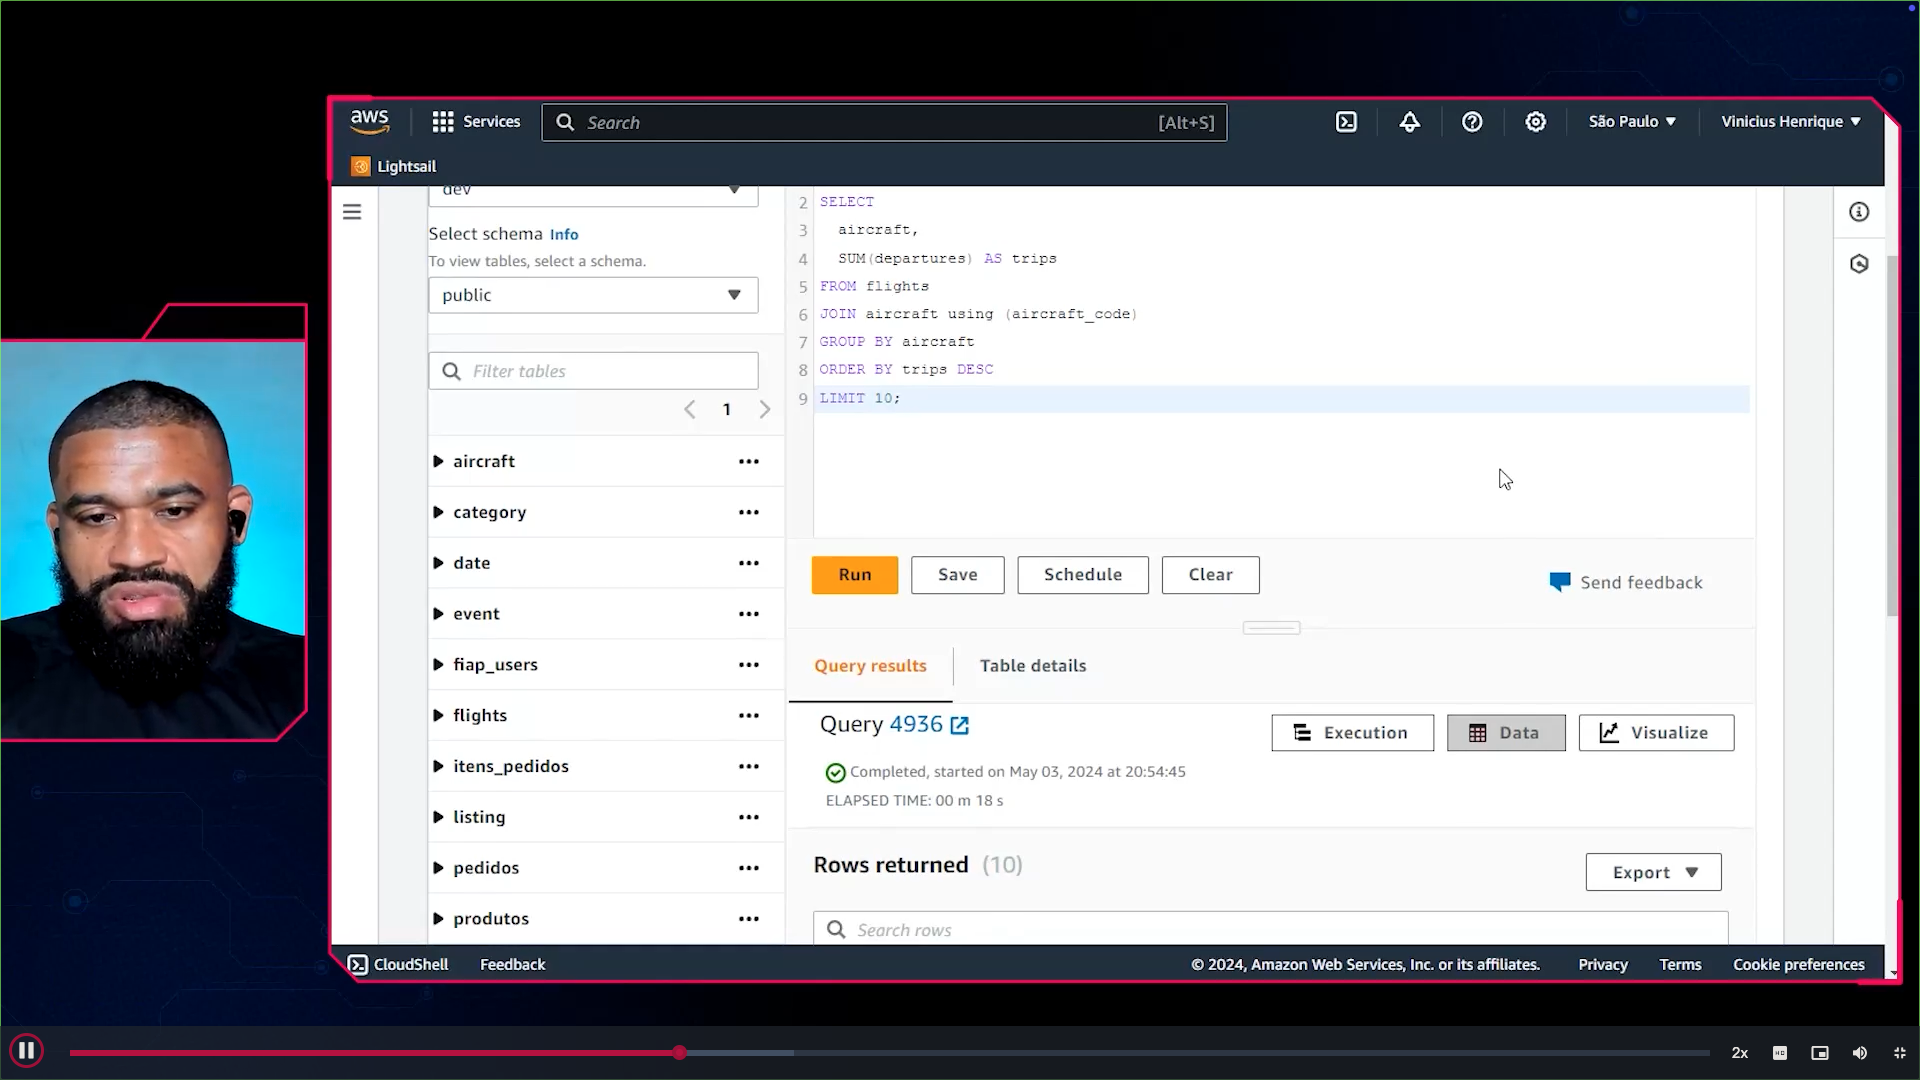 aws
Services
Search
[Alt+S]
São Paulo
Vinicius Henrique
Lightsail
dev
Select schema Info
To view tables, select a schema.
public
Filter tables
1
aircraft
category
date
event
fiap_users
flights
itens_pedidos
listing
pedidos
produtos
2 SELECT
3 aircraft,
4 SUM(departures) AS trips
5 FROM flights
6 JOIN aircraft using (aircraft_code)
7 GROUP BY aircraft
8 ORDER BY trips DESC
9 LIMIT 10;
Run
Save
Schedule
Clear
Send feedback
Query results
Table details
Query 4936
Execution
Data
Visualize
Completed, started on May 03, 2024 at 20:54:45
ELAPSED TIME: 00 m 18 s
Rows returned (10)
Export
Search rows
CloudShell
Feedback
© 2024, Amazon Web Services, Inc. or its affiliates.
Privacy
Terms
Cookie preferences
2x
HD